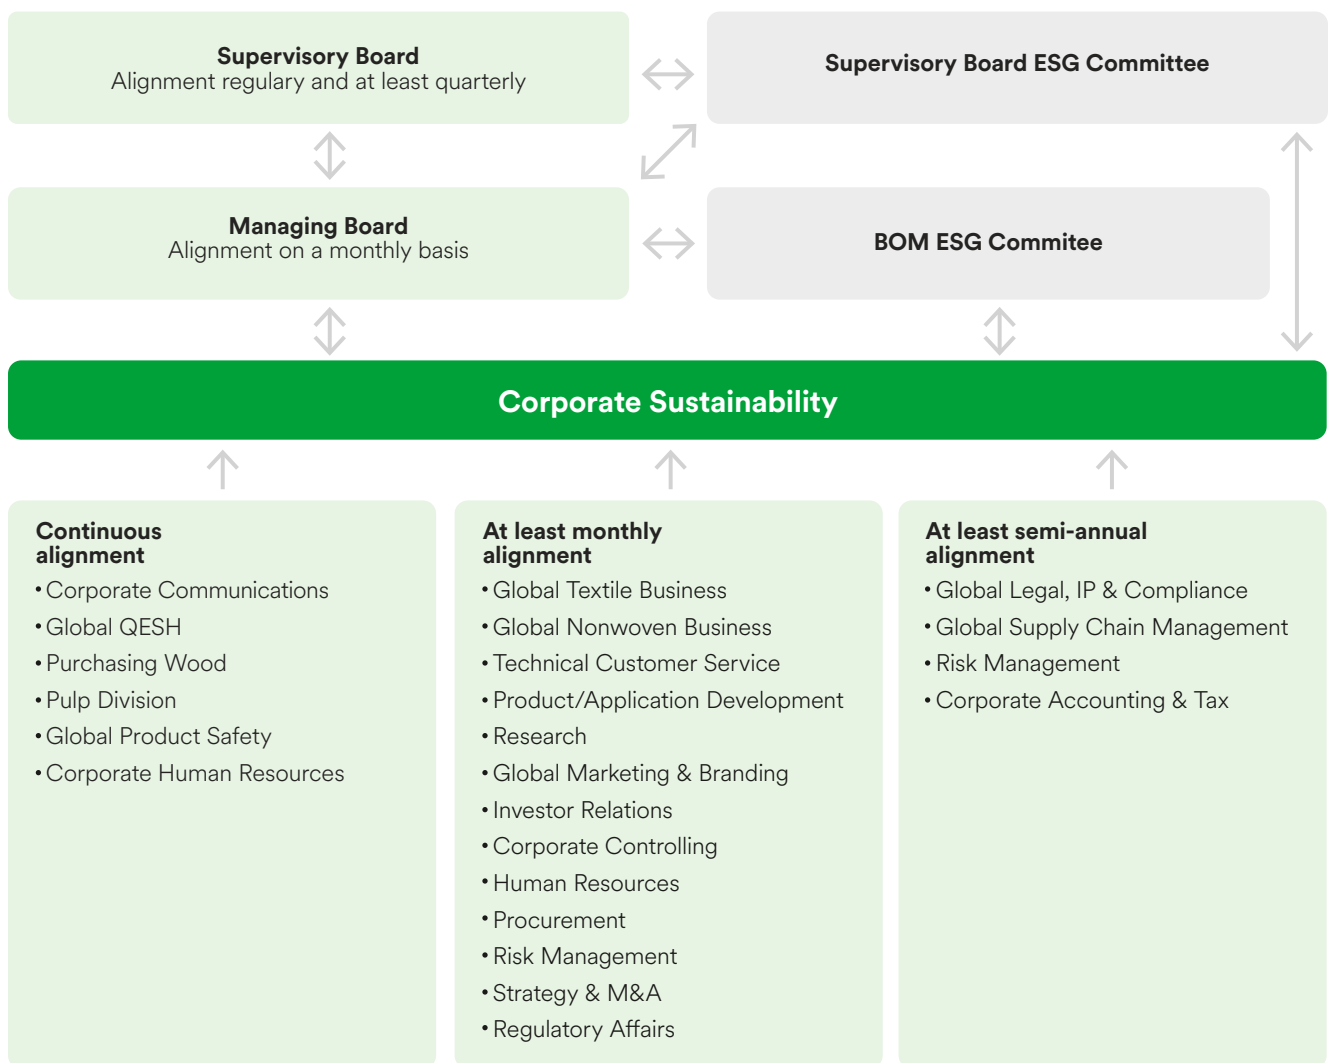 Supervisory Board
Alignment regulary and at least quarterly
Supervisory Board ESG Committee
Managing Board
Alignment on a monthly basis
BOM ESG Commitee
Corporate Sustainability
Continuous
alignment
• Corporate Communications
• Global QESH
• Purchasing Wood
• Pulp Division
• Global Product Safety
• Corporate Human Resources
At least monthly
alignment
• Global Textile Business
• Global Nonwoven Business
• Technical Customer Service
• Product/Application Development
• Research
• Global Marketing & Branding
• Investor Relations
• Corporate Controlling
• Human Resources
• Procurement
• Risk Management
• Strategy & M&A
• Regulatory Affairs
At least semi-annual
alignment
• Global Legal, IP & Compliance
• Global Supply Chain Management
• Risk Management
• Corporate Accounting & Tax